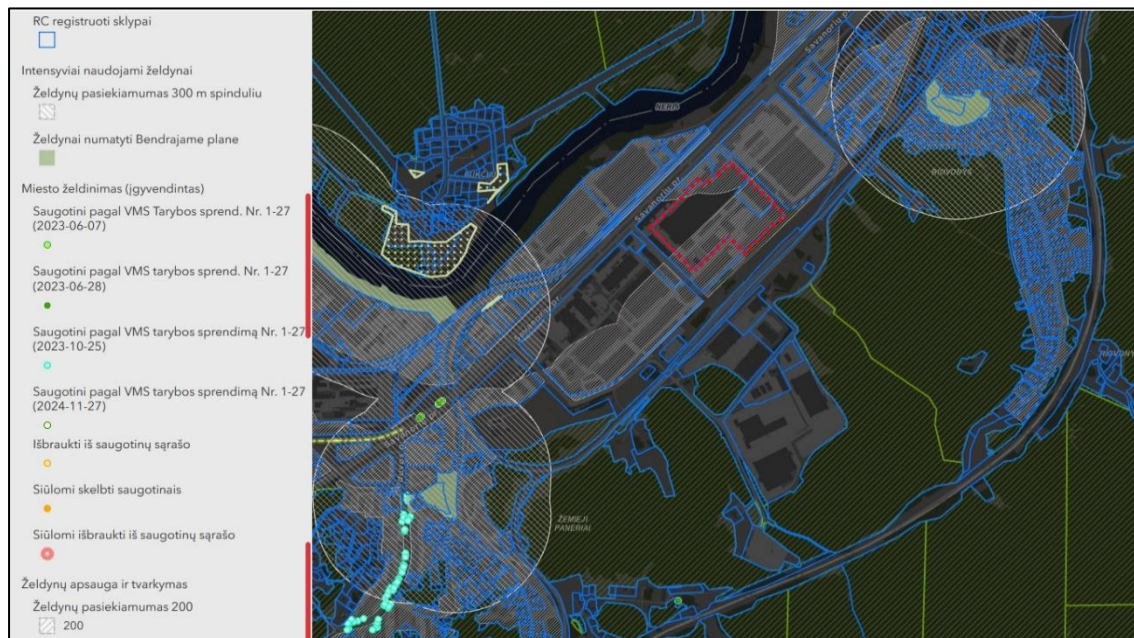 RC registruoti sklypai
Intensyviai naudojami želdynai
Želdynų pasiekiamumas 300 m spinduliu
Želdynai numatyti Bendrajame plane
Miesto želdinimas (įgyvendintas)
Saugotini pagal VMS Tarybos sprend. Nr. 1-27
(2023-06-07)
Saugotini pagal VMS tarybos sprend. Nr. 1-27
(2023-06-28)
Saugotini pagal VMS tarybos sprendimą Nr. 1-27
(2023-10-25)
Saugotini pagal VMS tarybos sprendimą Nr. 1-27
(2024-11-27)
Išbraukti iš saugotinų sąrašo
Siūlomi skelbti saugotinais
Siūlomi išbraukti iš saugotinų sąrašo
Želdynų apsauga ir tvarkymas
Želdynų pasiekiamumas 200
200
Savanorių pr.
NERIS
BUKČIAI
Savanorių pr.
ŽEMIEJI
PANERIAI